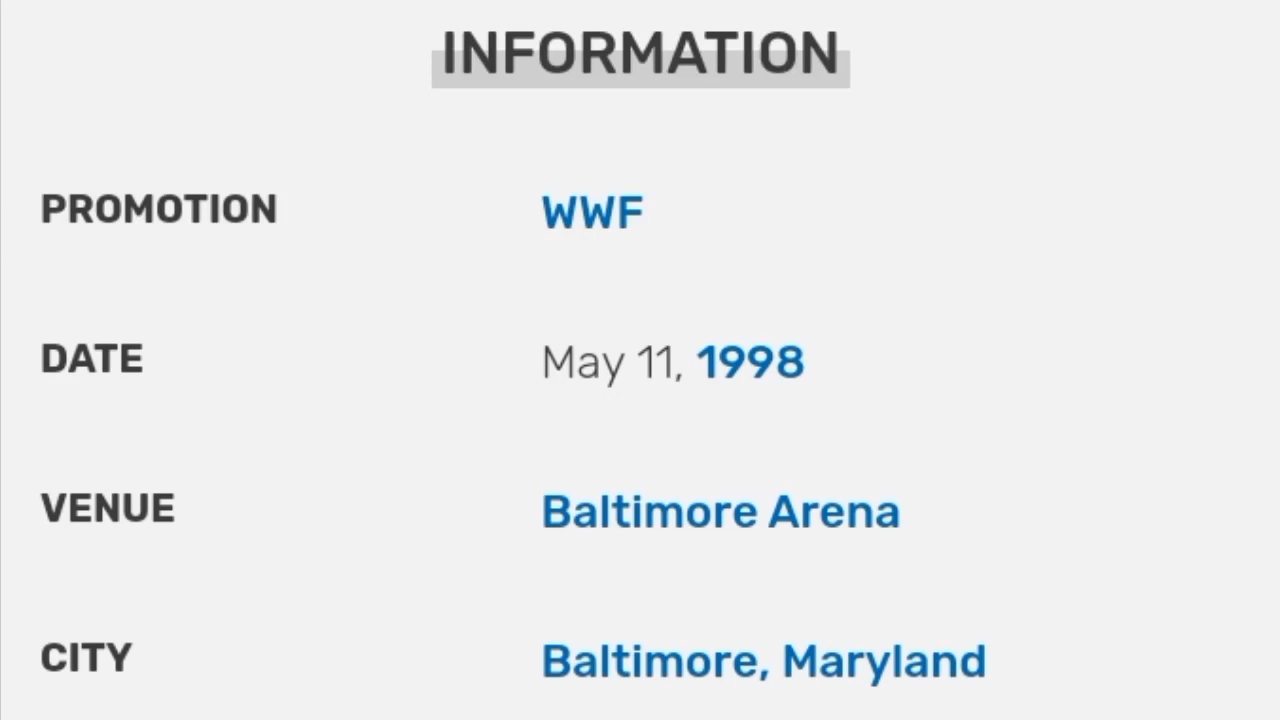 INFORMATION
PROMOTION WWF
DATE May 11, 1998
VENUE Baltimore Arena
CITY Baltimore, Maryland